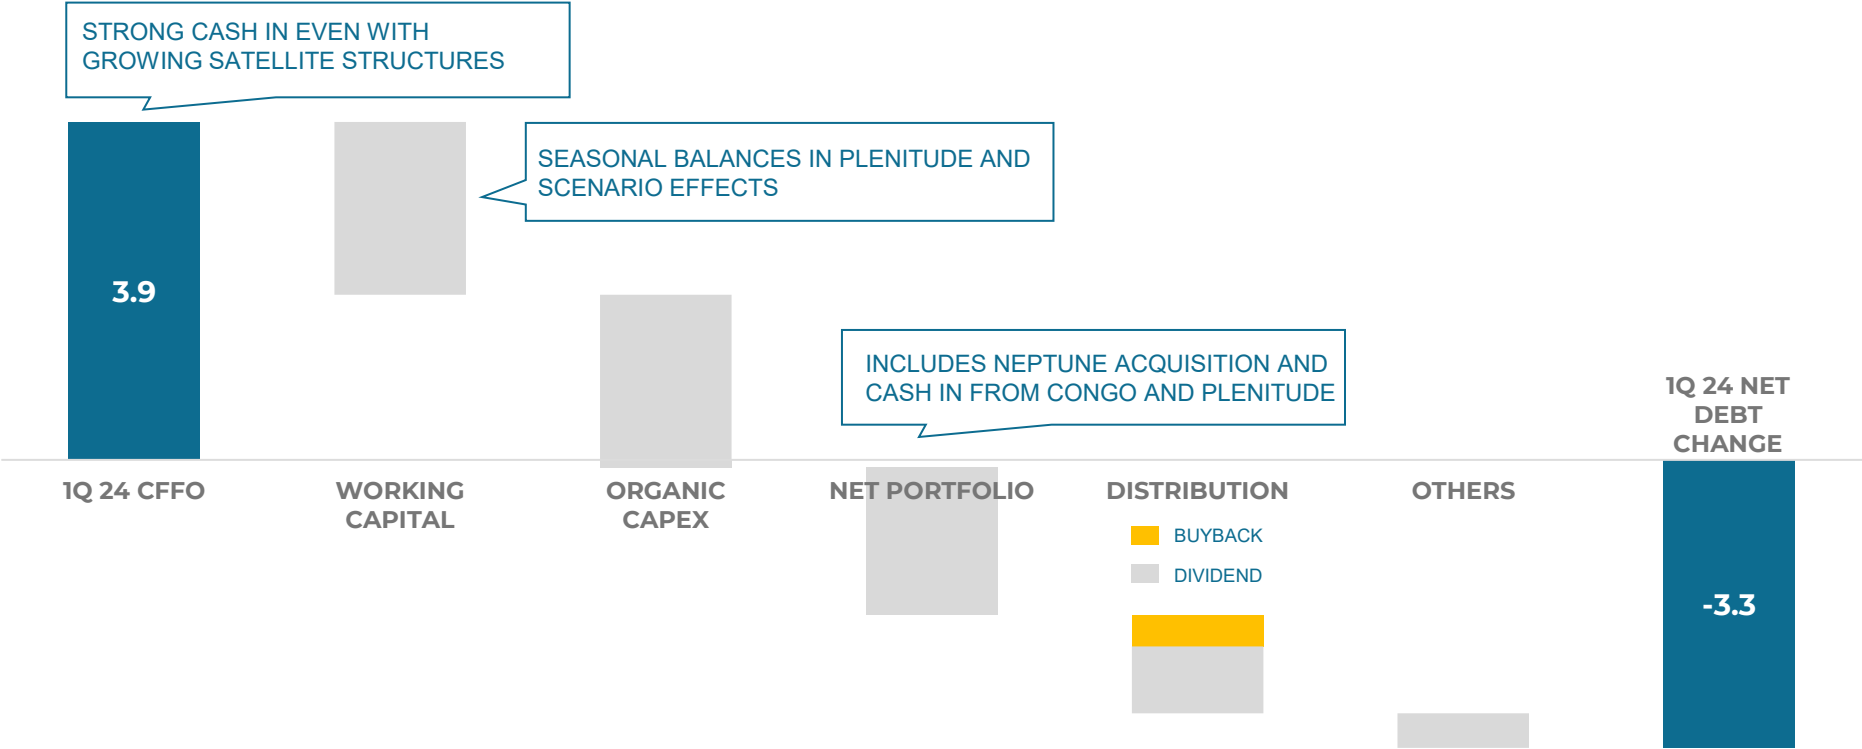 STRONG CASH IN EVEN WITH
GROWING SATELLITE STRUCTURES
SEASONAL BALANCES IN PLENITUDE AND
SCENARIO EFFECTS
3.9
INCLUDES NEPTUNE ACQUISITION AND
CASH IN FROM CONGO AND PLENITUDE
1Q 24 NET
DEBT
CHANGE
1Q 24 CFFO
WORKING
CAPITAL
ORGANIC
CAPEX
NET PORTFOLIO
DISTRIBUTION
OTHERS
BUYBACK
DIVIDEND
-3.3